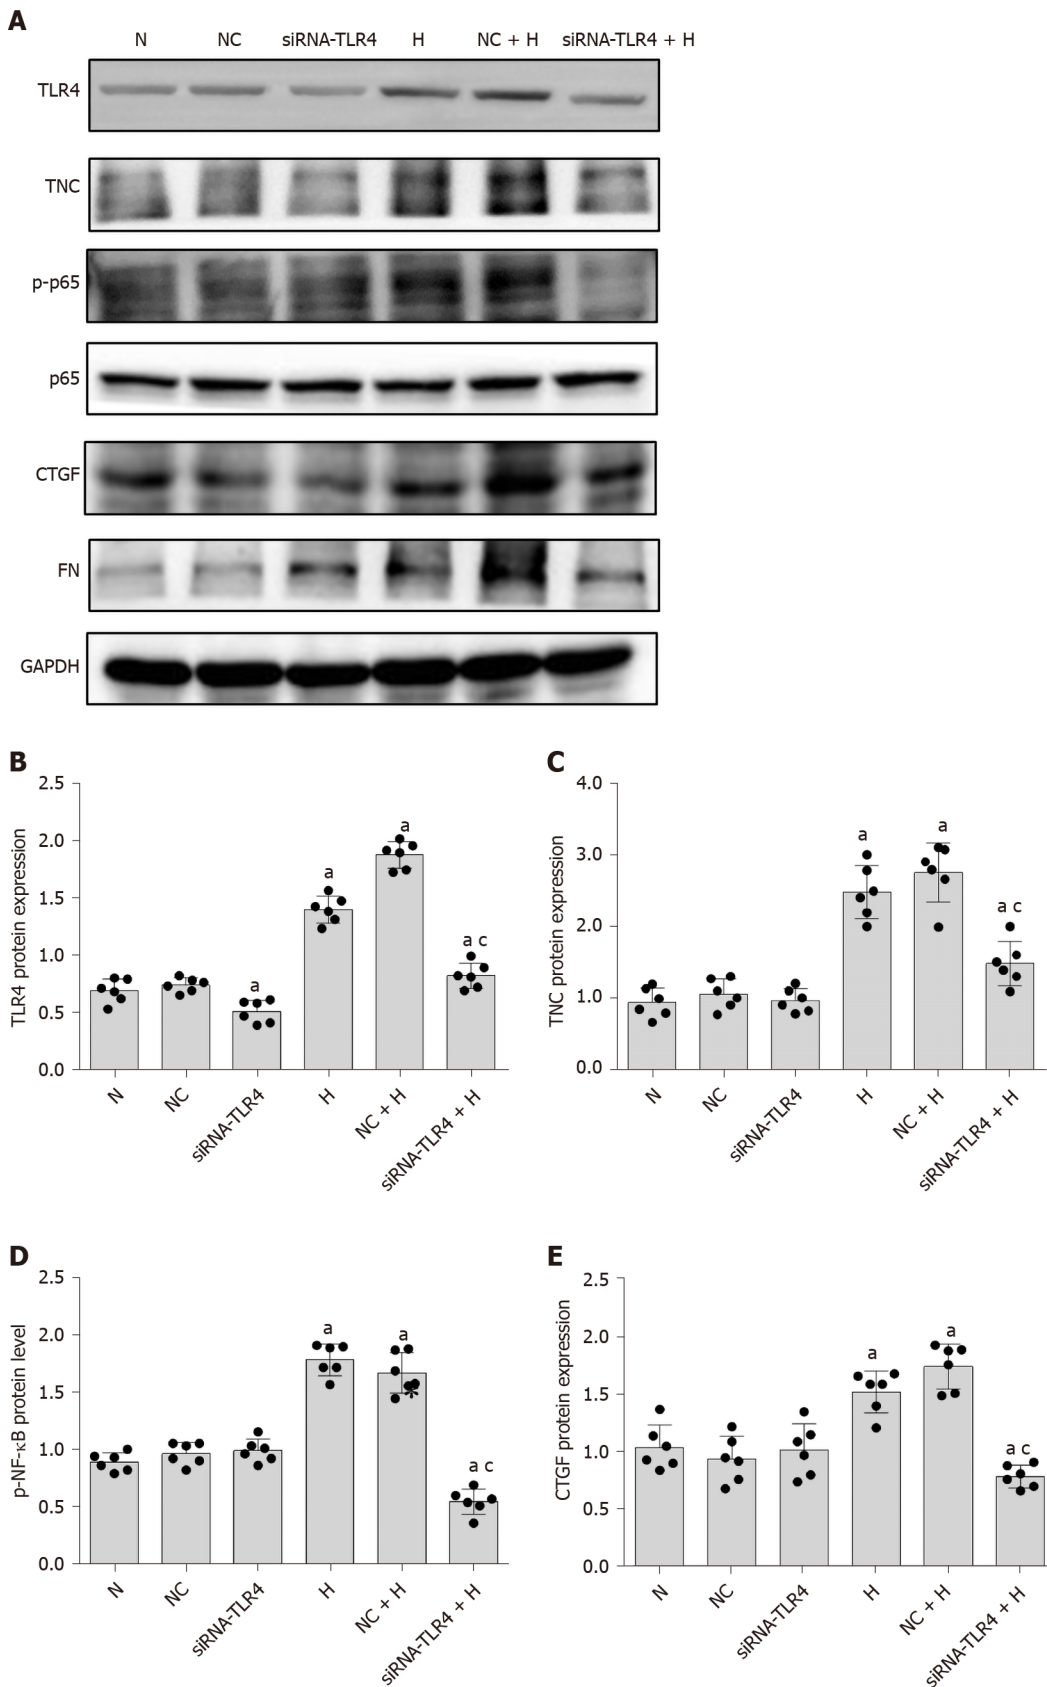 A
N NC siRNA-TLR4 H NC + H siRNA-TLR4 + H
TLR4
TNC
p-p65
p65
CTGF
FN
GAPDH
B
TLR4 protein expression
2.5
2.0
1.5
1.0
0.5
0.0
a
a
a
a c
N
NC
siRNA-TLR4
H
NC + H
siRNA-TLR4 + H
C
TNC protein expression
4.0
3.0
2.0
1.0
0.0
a
a
a c
N
NC
siRNA-TLR4
H
NC + H
siRNA-TLR4 + H
D
p-NF-κB protein level
2.5
2.0
1.5
1.0
0.5
0.0
a
a
*
a c
N
NC
siRNA-TLR4
H
NC + H
siRNA-TLR4 + H
E
CTGF protein expression
2.5
2.0
1.5
1.0
0.5
0.0
a
a
a c
N
NC
siRNA-TLR4
H
NC + H
siRNA-TLR4 + H